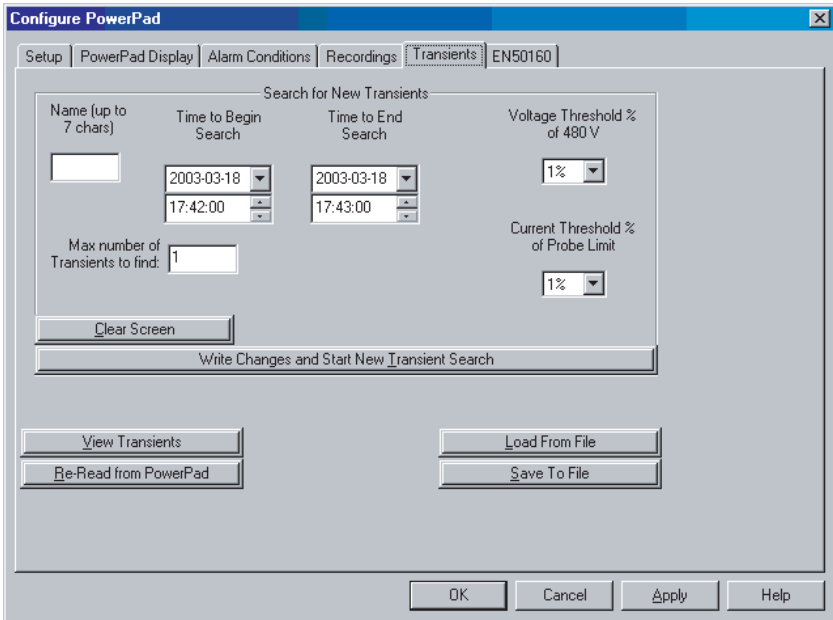 Configure PowerPad
Setup PowerPad Display Alarm Conditions Recordings Transients EN50160
Search for New Transients
Name (up to
7 chars)
Time to Begin
Search
Time to End
Search
Voltage Threshold %
of 480 V
2003-03-18
2003-03-18
1%
17:42:00
17:43:00
Max number of
Transients to find:
1
Current Threshold %
of Probe Limit
1%
Clear Screen
Write Changes and Start New Transient Search
View Transients
Load From File
Re-Read from PowerPad
Save To File
OK Cancel Apply Help